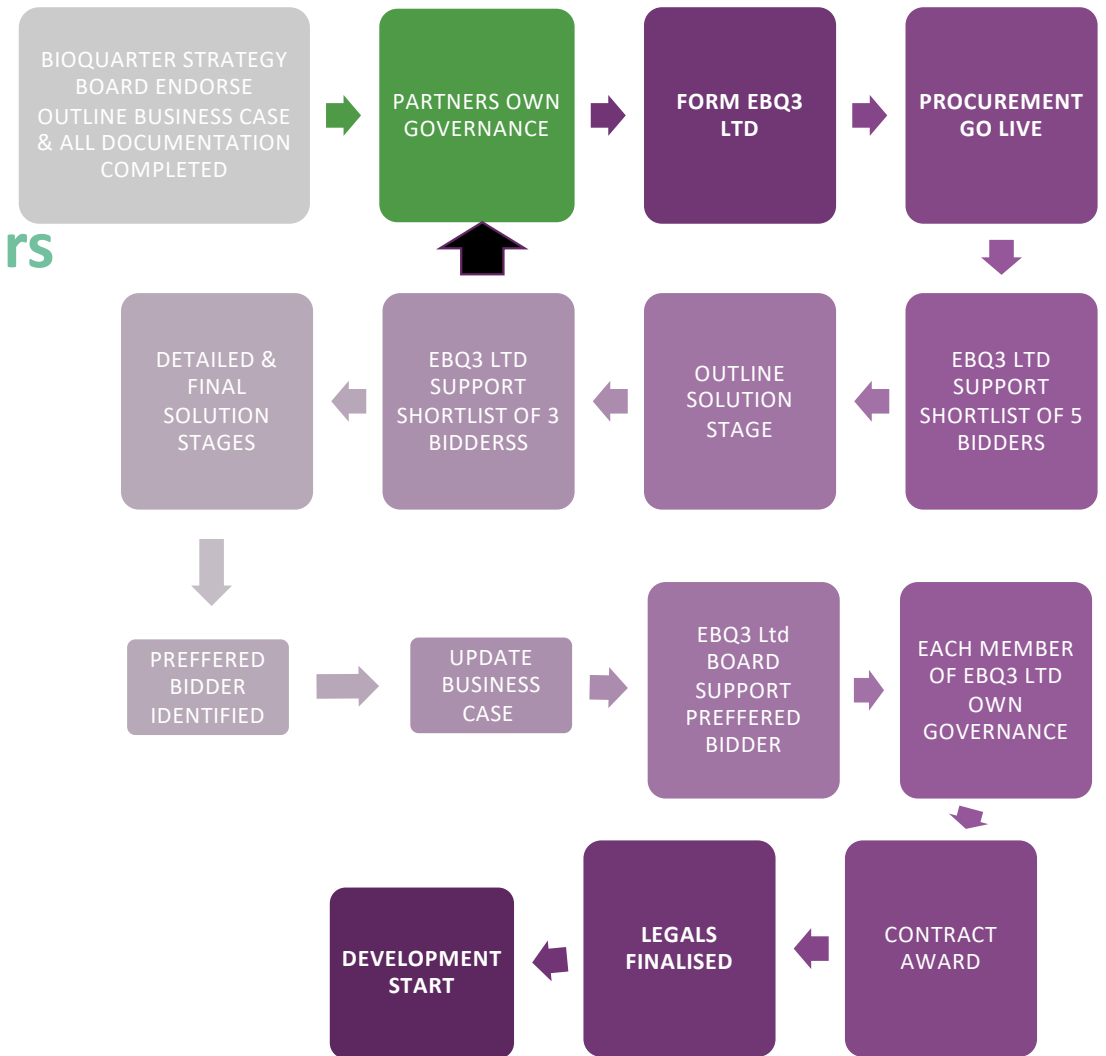 BIOQUARTER STRATEGY
BOARD ENDORSE
OUTLINE BUSINESS CASE
& ALL DOCUMENTATION
COMPLETED
PARTNERS OWN
GOVERNANCE
FORM EBQ3
LTD
PROCUREMENT
GO LIVE
rs
EBQ3 LTD
SUPPORT
SHORTLIST OF 5
BIDDERS
OUTLINE
SOLUTION
STAGE
EBQ3 LTD
SUPPORT
SHORTLIST OF 3
BIDDERSS
DETAILED &
FINAL
SOLUTION
STAGES
PREFFERED
BIDDER
IDENTIFIED
UPDATE
BUSINESS
CASE
EBQ3 Ltd
BOARD
SUPPORT
PREFFERED
BIDDER
EACH MEMBER
OF EBQ3 LTD
OWN
GOVERNANCE
CONTRACT
AWARD
LEGALS
FINALISED
DEVELOPMENT
START